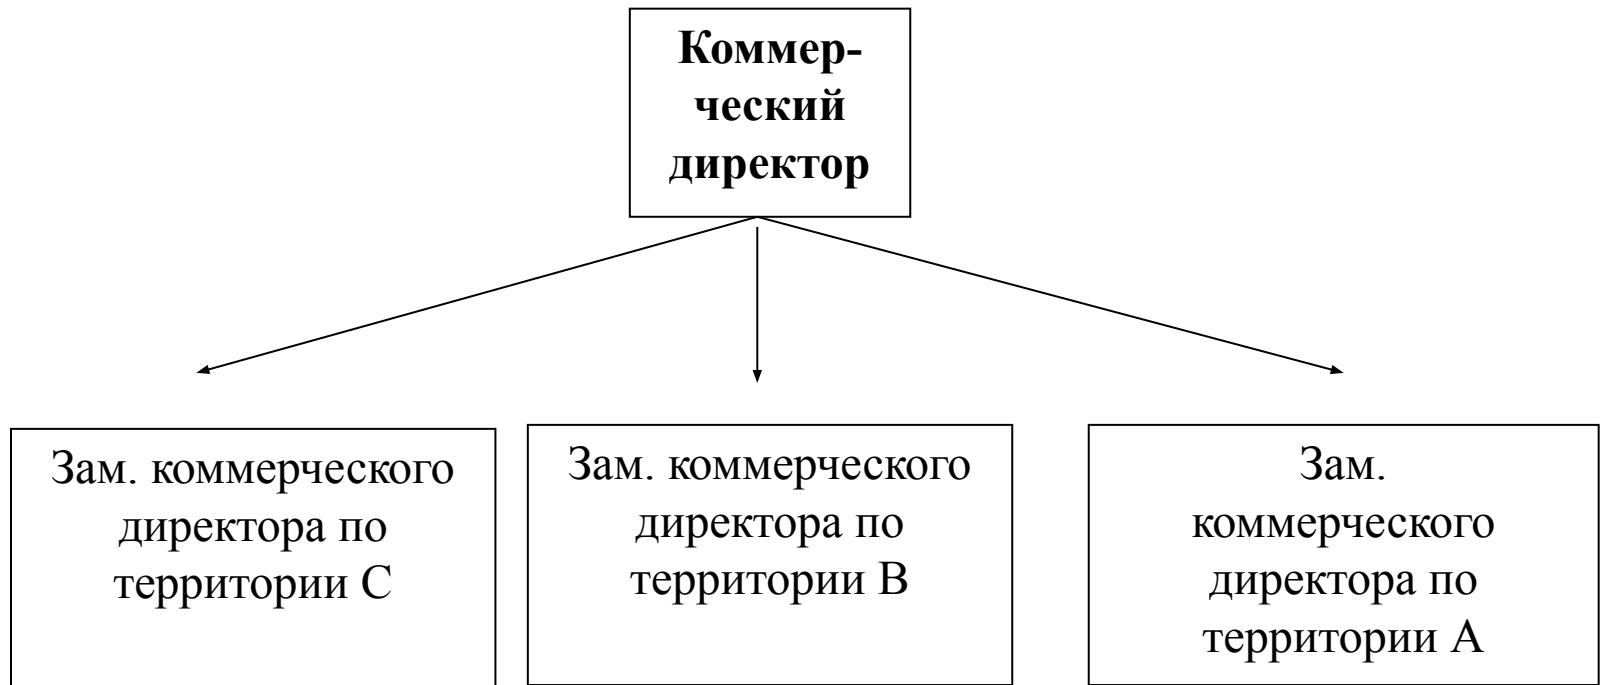 Коммер-
ческий
директор
Зам. коммерческого
директора по
территории С
Зам. коммерческого
директора по
территории В
Зам.
коммерческого
директора по
территории А